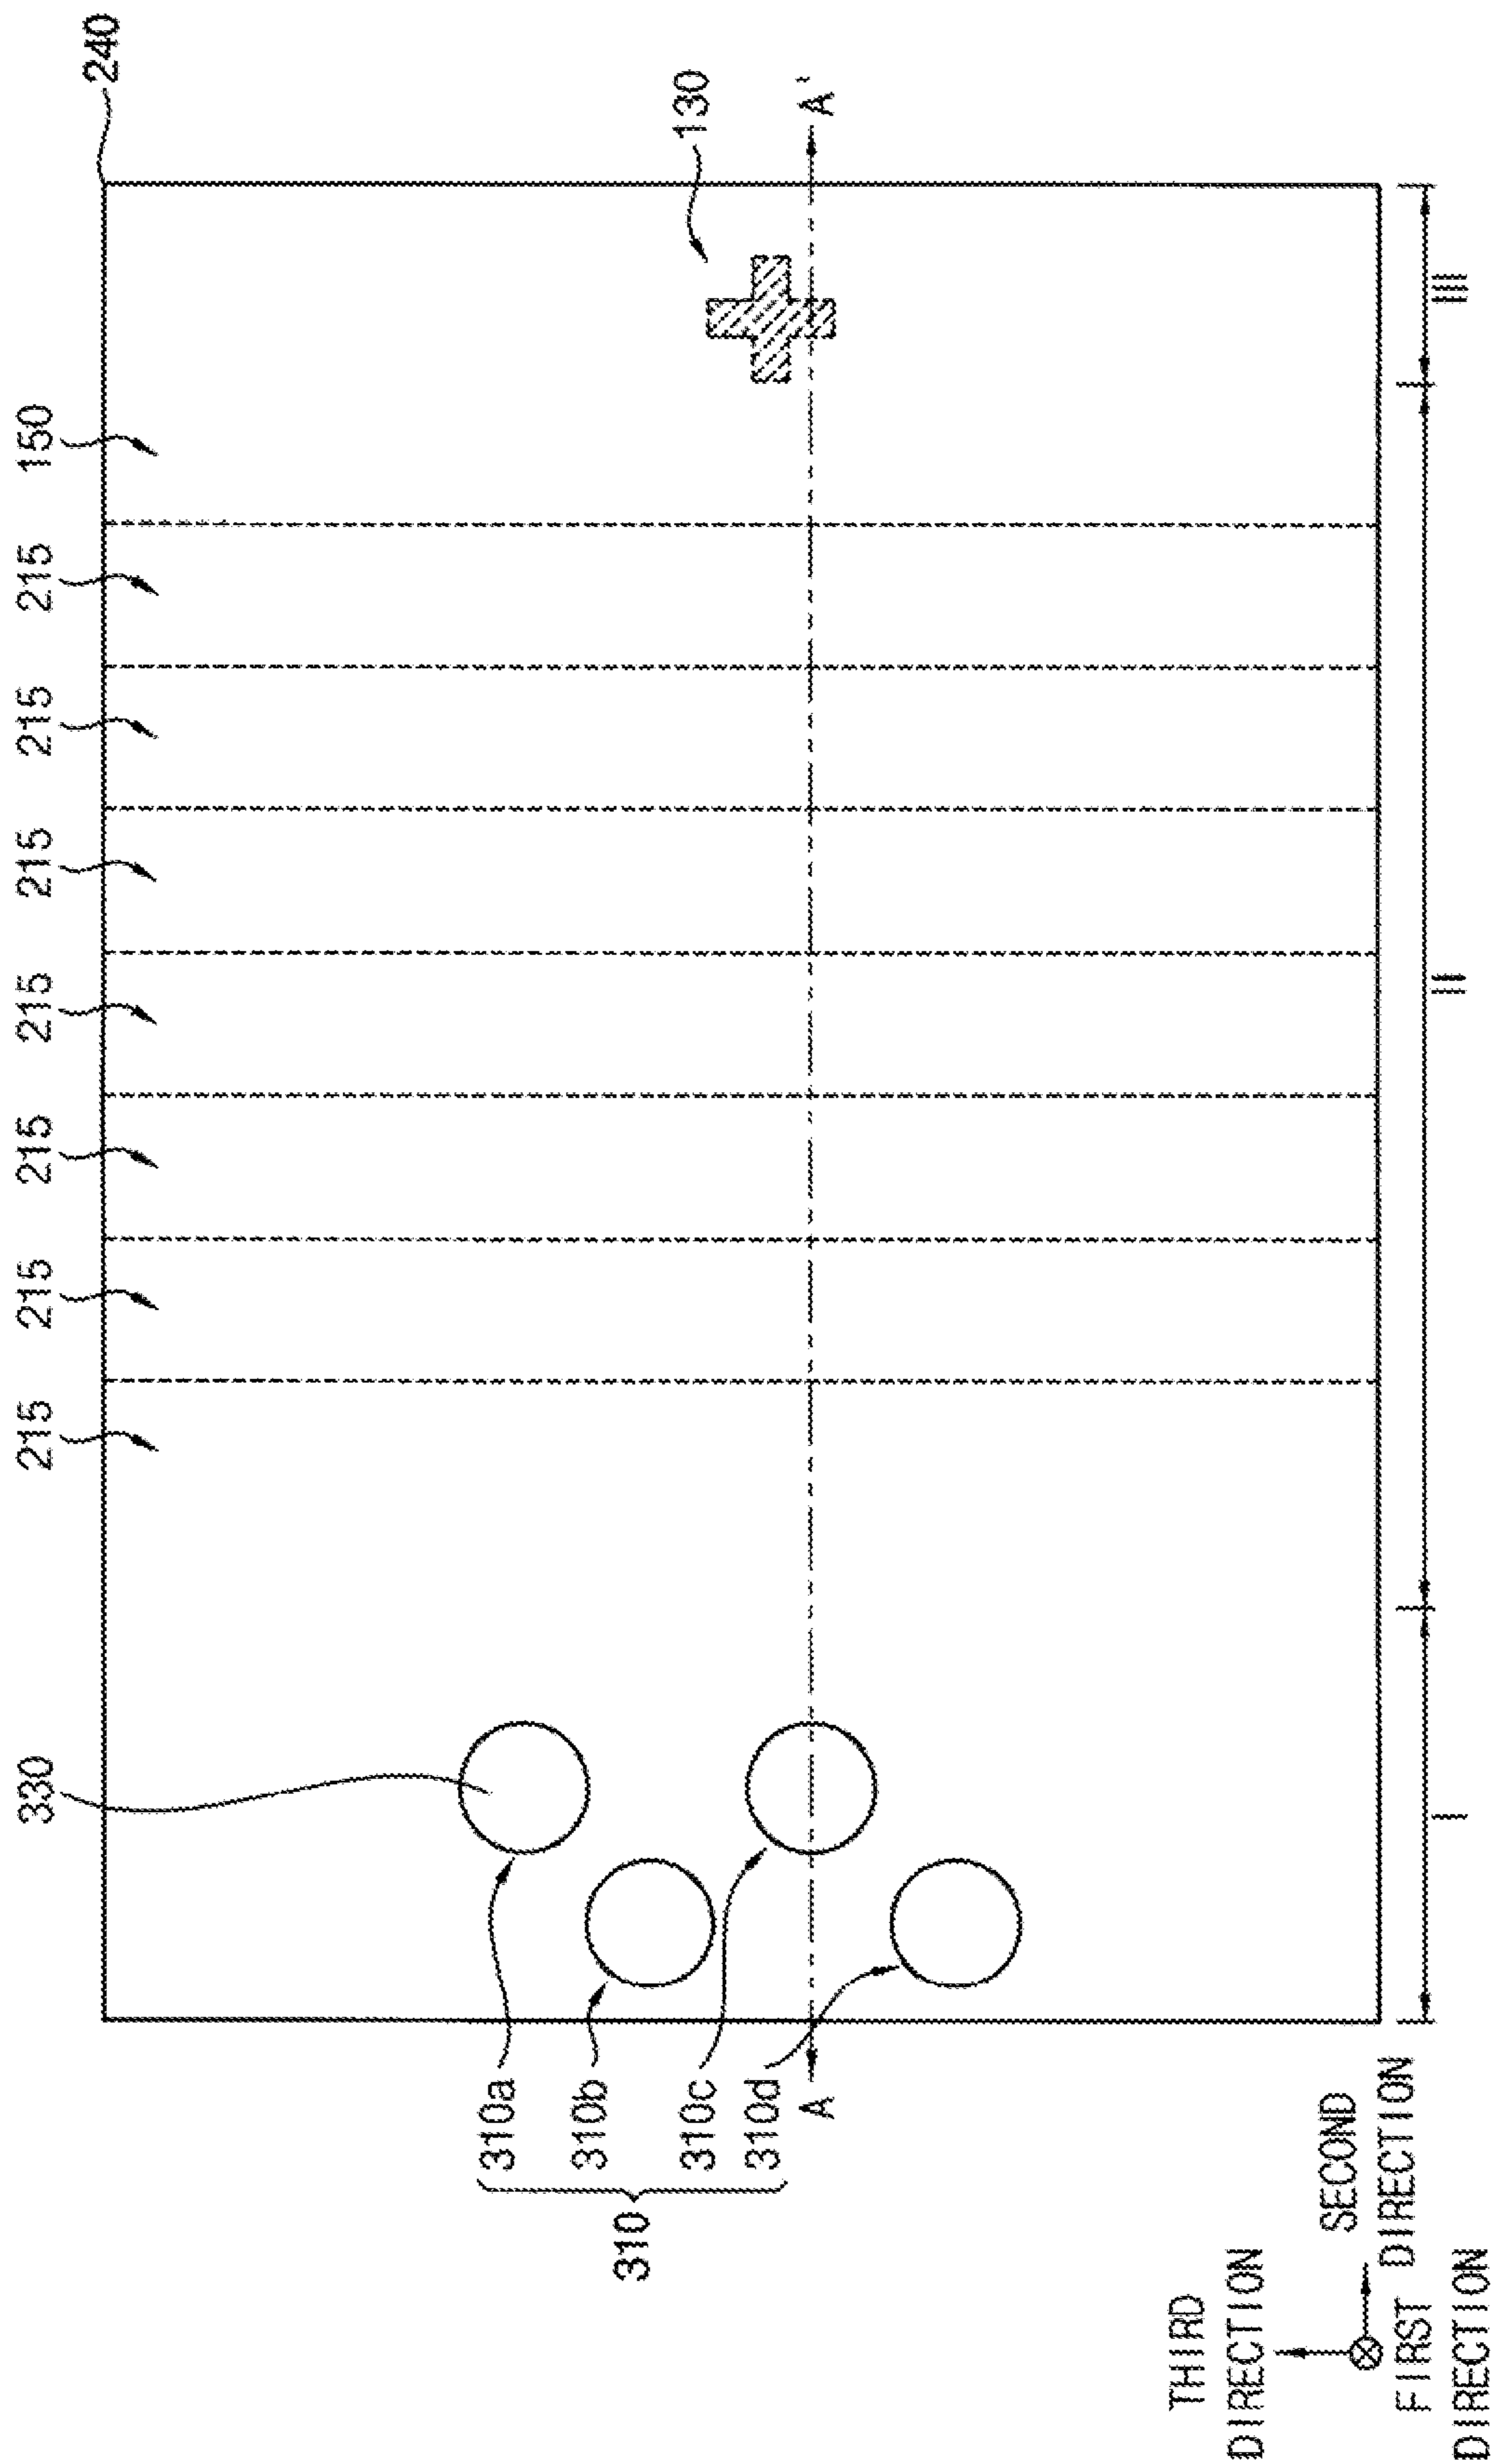 330
215
215
215
215
215
215
215
150
240
310a
310b
310
310c
310d
130
A
A'
THIRD
DIRECTION
SECOND
DIRECTION
FIRST
DIRECTION
I
II
III